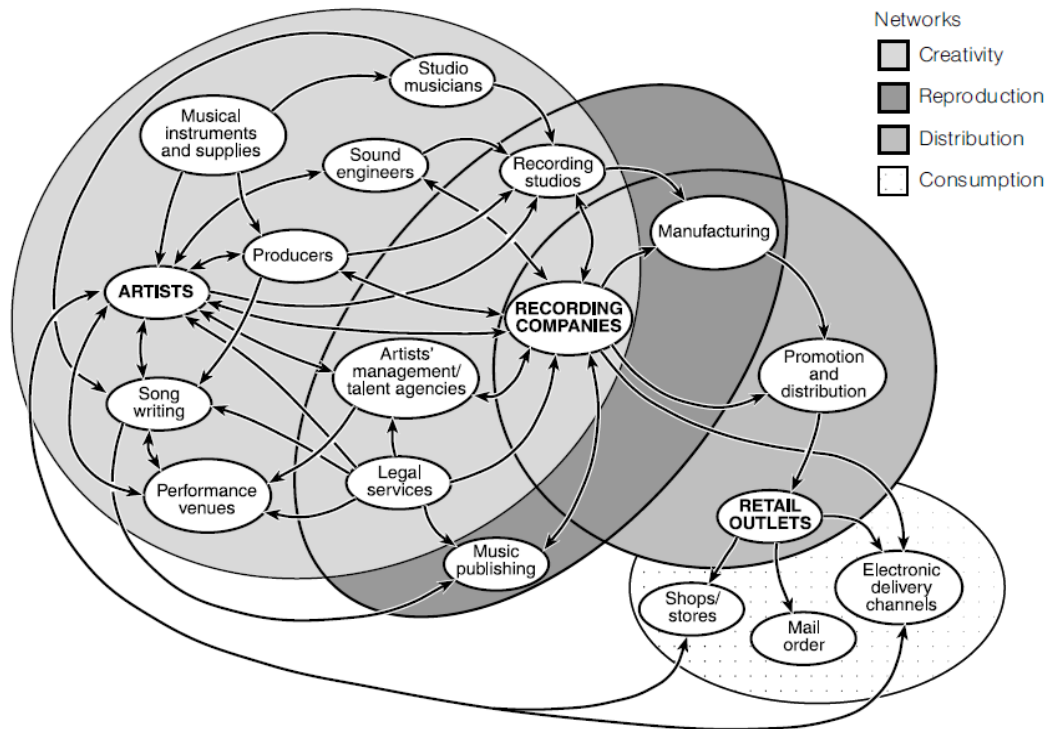 Networks
Creativity
Reproduction
Distribution
Consumption
Studio
musicians
Musical
instruments
and supplies
Sound
engineers
Recording
studios
Manufacturing
Producers
ARTISTS
RECORDING
COMPANIES
Artists'
management/
talent agencies
Promotion
and
distribution
Song
writing
Performance
venues
Legal
services
RETAIL
OUTLETS
Music
publishing
Shops/
stores
Mail
order
Electronic
delivery
channels